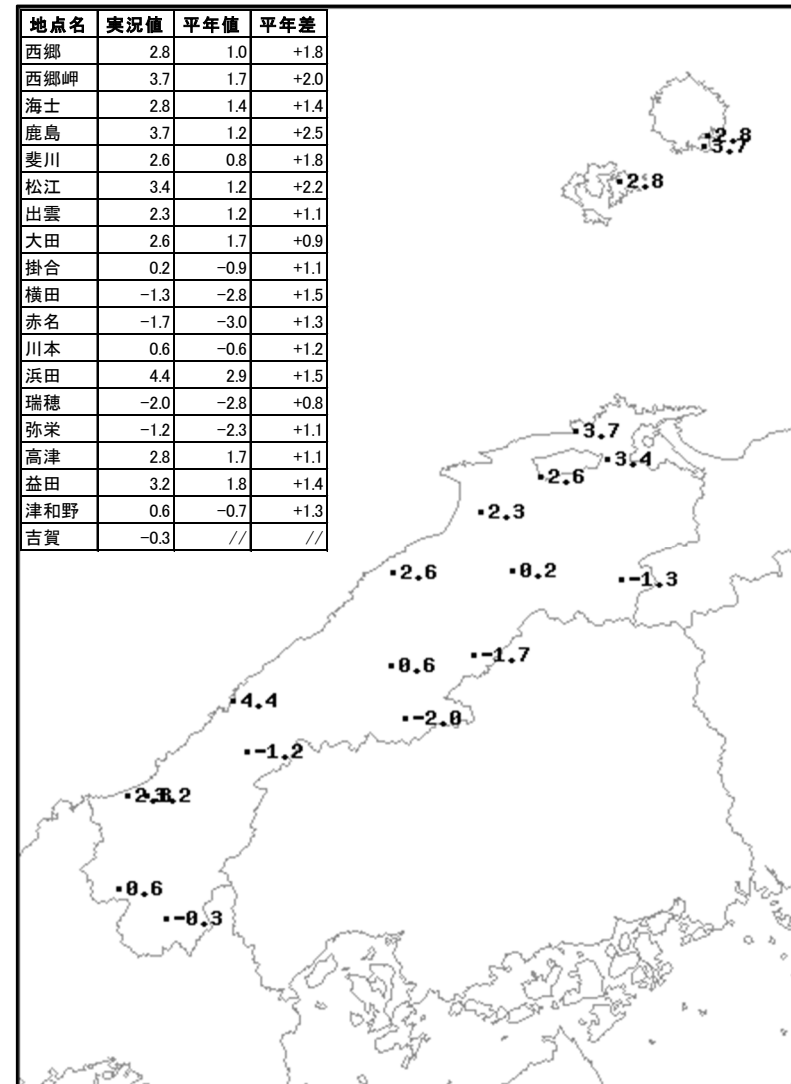 地点名 実況値 平年値 平年差
西郷 2.8 1.0 +1.8
西郷岬 3.7 1.7 +2.0
海士 2.8 1.4 +1.4
鹿島 3.7 1.2 +2.5
斐川 2.6 0.8 +1.8
松江 3.4 1.2 +2.2
出雲 2.3 1.2 +1.1
大田 2.6 1.7 +0.9
掛合 0.2 −0.9 +1.1
横田 −1.3 −2.8 +1.5
赤名 −1.7 −3.0 +1.3
川本 0.6 −0.6 +1.2
浜田 4.4 2.9 +1.5
瑞穂 −2.0 −2.8 +0.8
弥栄 −1.2 −2.3 +1.1
高津 2.8 1.7 +1.1
益田 3.2 1.8 +1.4
津和野 0.6 −0.7 +1.3
吉賀 −0.3 // //
2.8
3.7
2.8
3.7
3.4
2.6
2.3
2.6 0.2 -1.3
-1.7
0.6
4.4
-2.0
-1.2
2.8 3.2
0.6
-0.3